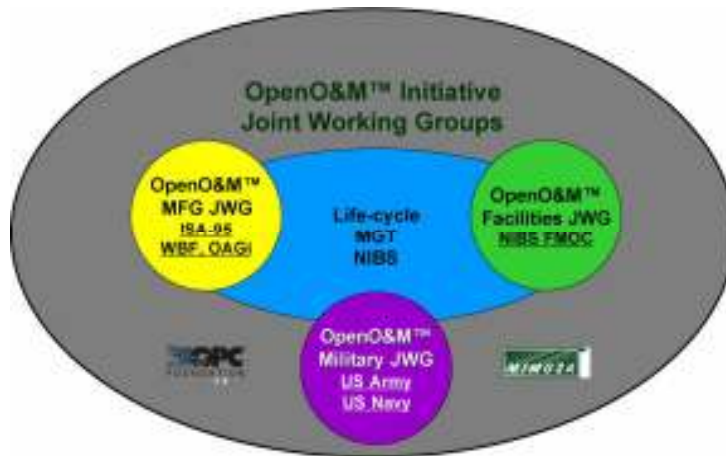 OpenO&M™ Initiative
Joint Working Groups
OpenO&M™
MFG JWG
ISA-95
WBF, OAGi
Life-cycle
MGT
NIBS
OpenO&M™
Facilities JWG
NIBS FMOC
OpenO&M™
Military JWG
US Army
US Navy
OPC
FOUNDATION
MIMOSA